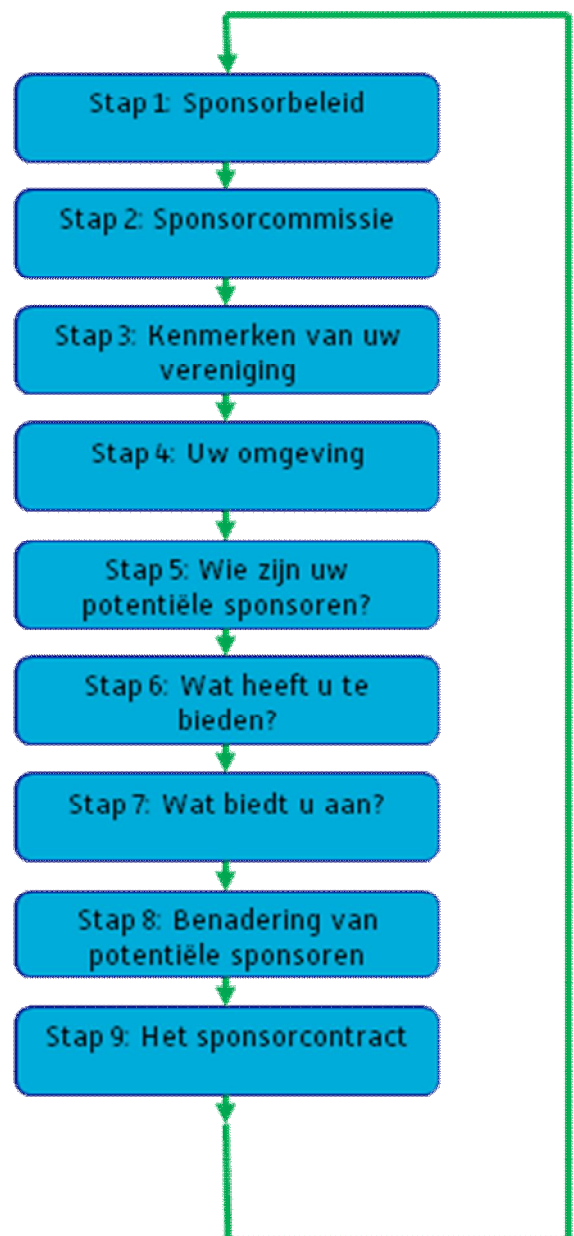 Stap 1: Sponsorbeleid
Stap 2: Sponsorcommissie
Stap 3: Kenmerken van uw
vereniging
Stap 4: Uw omgeving
Stap 5: Wie zijn uw
potentiële sponsoren?
Stap 6: Wat heeft u te
bieden?
Stap 7: Wat biedt u aan?
Stap 8: Benadering van
potentiële sponsoren
Stap 9: Het sponsorcontract